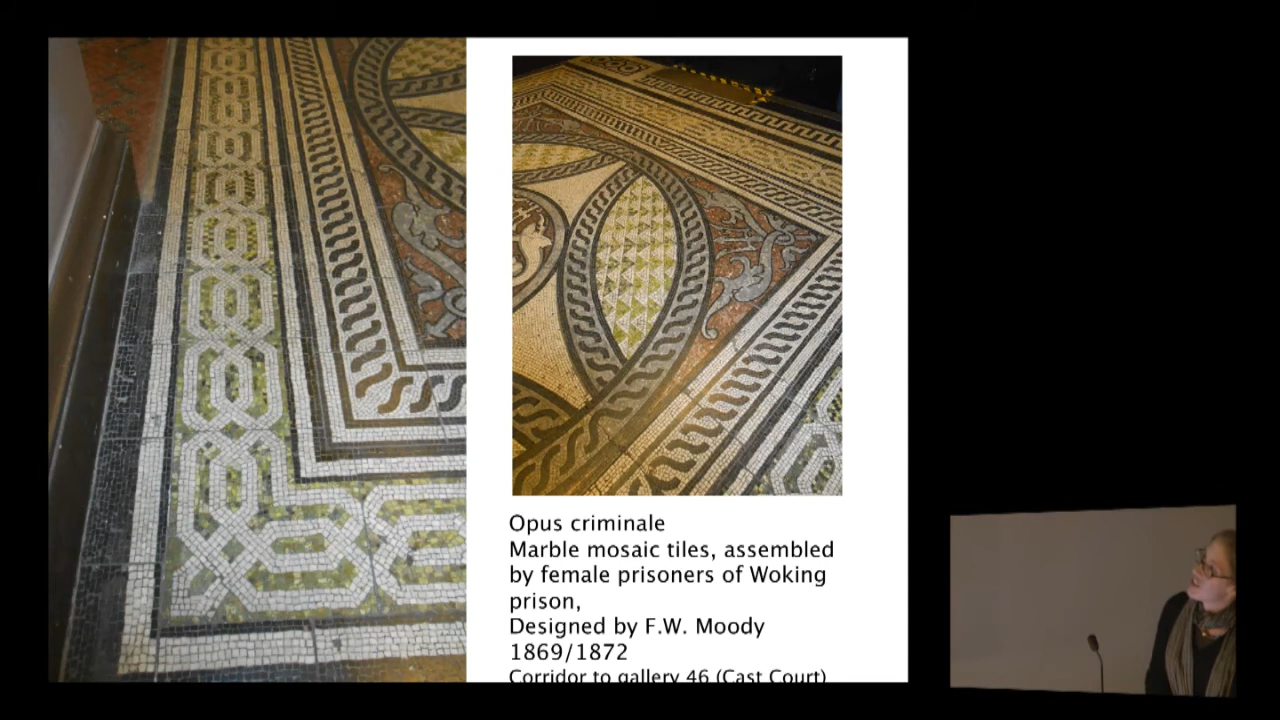 Opus criminale
Marble mosaic tiles, assembled
by female prisoners of Woking
prison,
Designed by F.W. Moody
1869/1872
Corridor to gallery 46 (Cast Court)